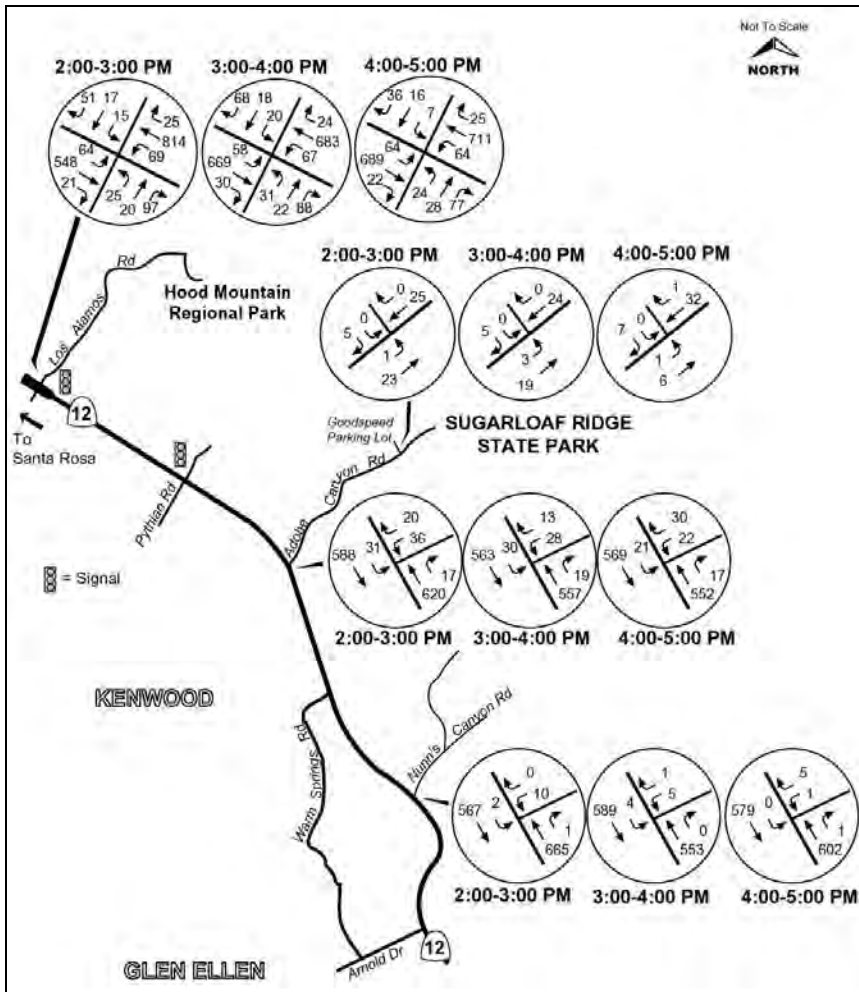 Not To Scale
NORTH
2:00-3:00 PM 3:00-4:00 PM 4:00-5:00 PM
51 17 15 25 814 69 64 548 21 25 20 97
68 18 20 24 683 67 58 669 30 31 22 88
36 16 7 25 711 64 64 689 22 24 28 77
Los Alamos Rd
Hood Mountain
Regional Park
2:00-3:00 PM 3:00-4:00 PM 4:00-5:00 PM
0 25 0 5 1 23
0 24 0 5 3 19
1 32 0 7 6
Goodspeed
Parking Lot
SUGARLOAF RIDGE
STATE PARK
12
To
Santa Rosa
Pythian Rd
Adobe Canyon Rd
= Signal
20 36 31 588 17 620
13 28 30 563 19 557
30 22 21 569 17 552
2:00-3:00 PM 3:00-4:00 PM 4:00-5:00 PM
KENWOOD
Warm Springs Rd
Nunn's Canyon Rd
0 10 2 567 1 665
1 5 4 589 0 553
5 1 0 579 1 602
2:00-3:00 PM 3:00-4:00 PM 4:00-5:00 PM
12
Arnold Dr
GLEN ELLEN